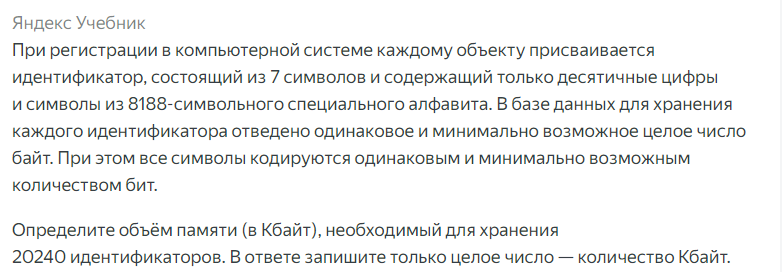 Яндекс Учебник
При регистрации в компьютерной системе каждому объекту присваивается
идентификатор, состоящий из 7 символов и содержащий только десятичные цифры
и символы из 8188-символьного специального алфавита. В базе данных для хранения
каждого идентификатора отведено одинаковое и минимально возможное целое число
байт. При этом все символы кодируются одинаковым и минимально возможным
количеством бит.
Определите объём памяти (в Кбайт), необходимый для хранения
20240 идентификаторов. В ответе запишите только целое число — количество Кбайт.